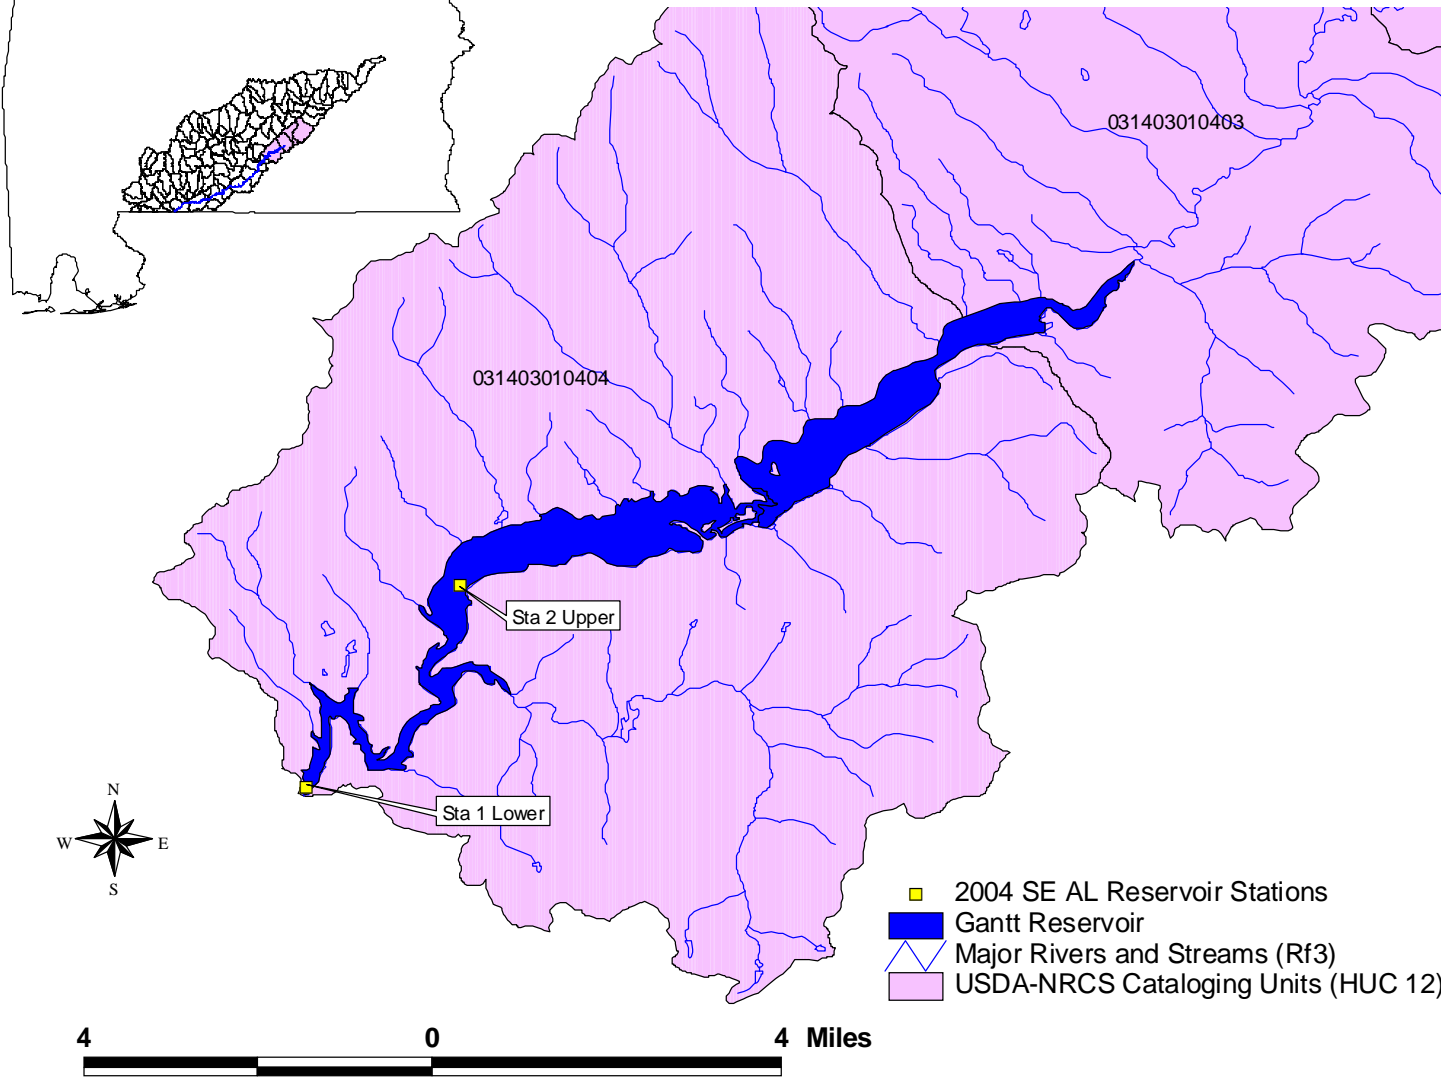 031403010403
031403010404
Sta 2 Upper
Sta 1 Lower
N
W E
S
2004 SE AL Reservoir Stations
Gantt Reservoir
Major Rivers and Streams (Rf3)
USDA-NRCS Cataloging Units (HUC 12)
4 0 4 Miles